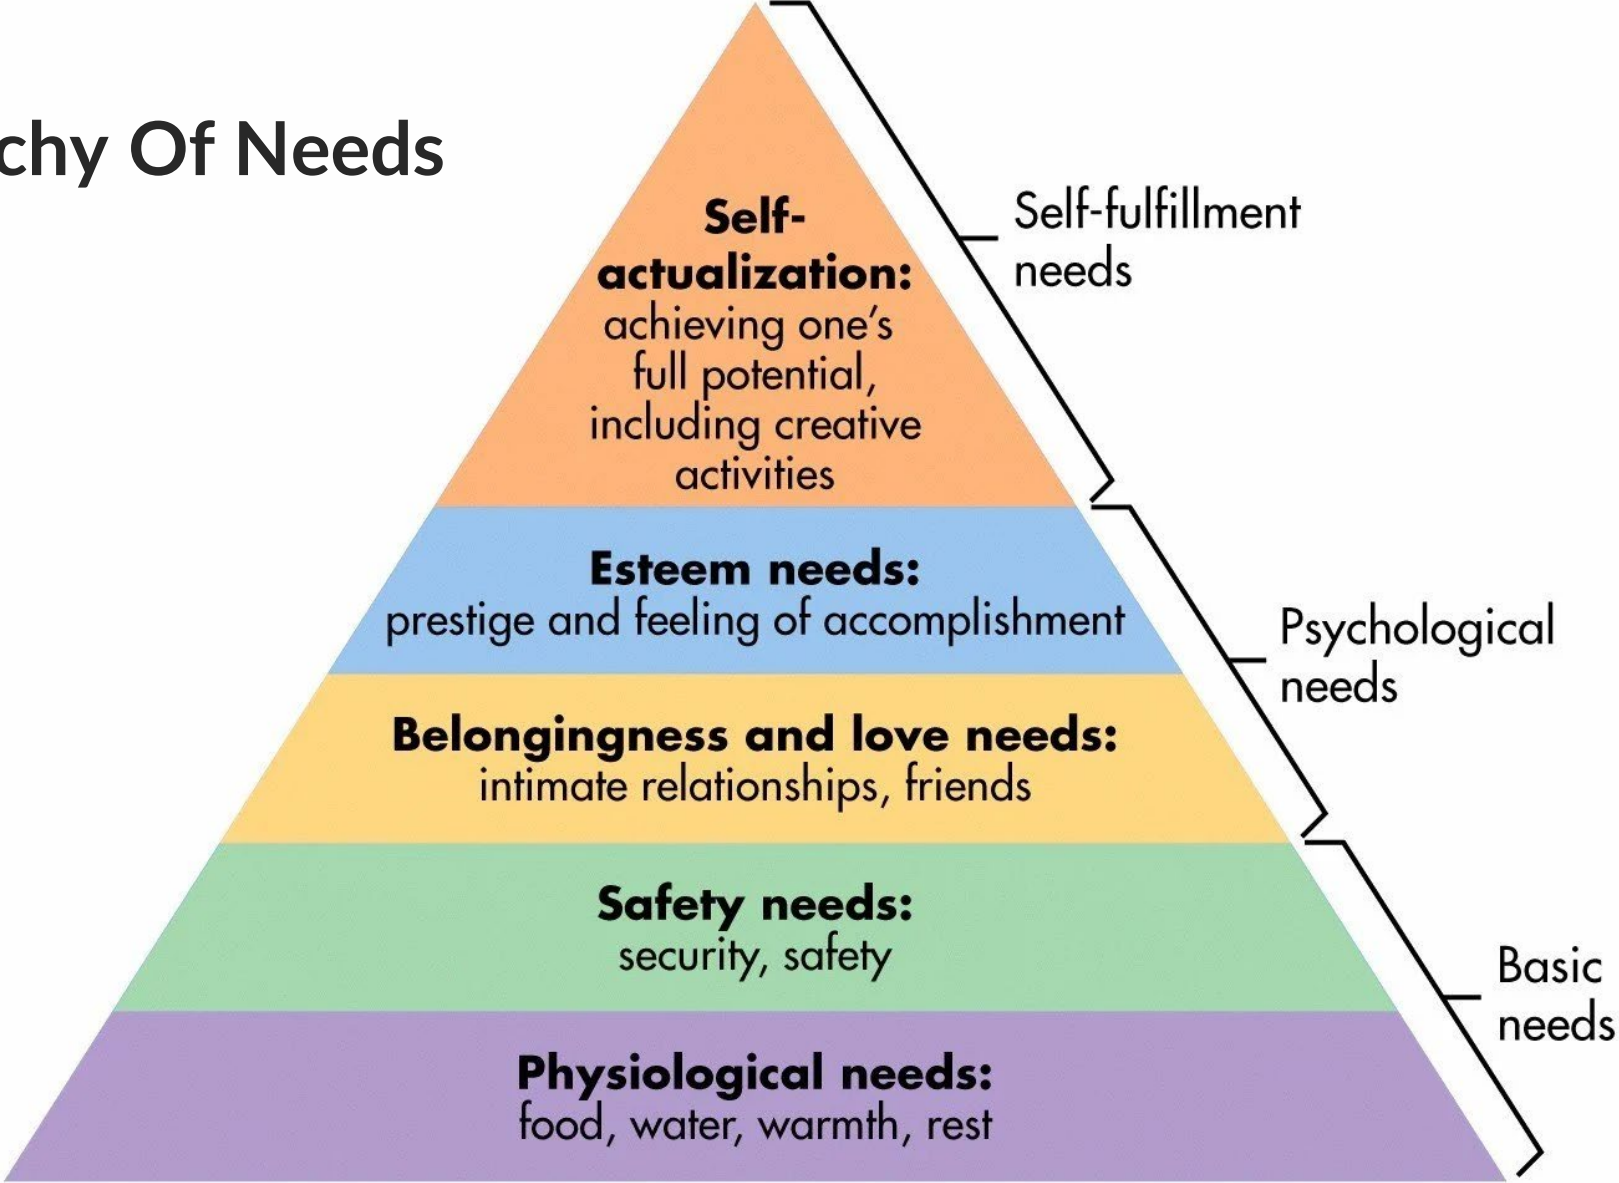 chy Of Needs
Self-
actualization:
achieving one's
full potential,
including creative
activities
Self-fulfillment
needs
Esteem needs:
prestige and feeling of accomplishment
Psychological
needs
Belongingness and love needs:
intimate relationships, friends
Safety needs:
security, safety
Basic
needs
Physiological needs:
food, water, warmth, rest